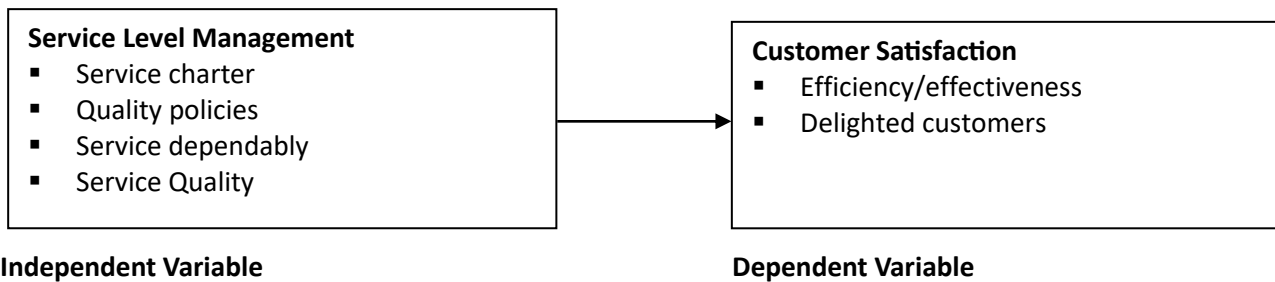 Service Level Management
▪ Service charter
▪ Quality policies
▪ Service dependably
▪ Service Quality
Customer Satisfaction
▪ Efficiency/effectiveness
▪ Delighted customers
Independent Variable
Dependent Variable